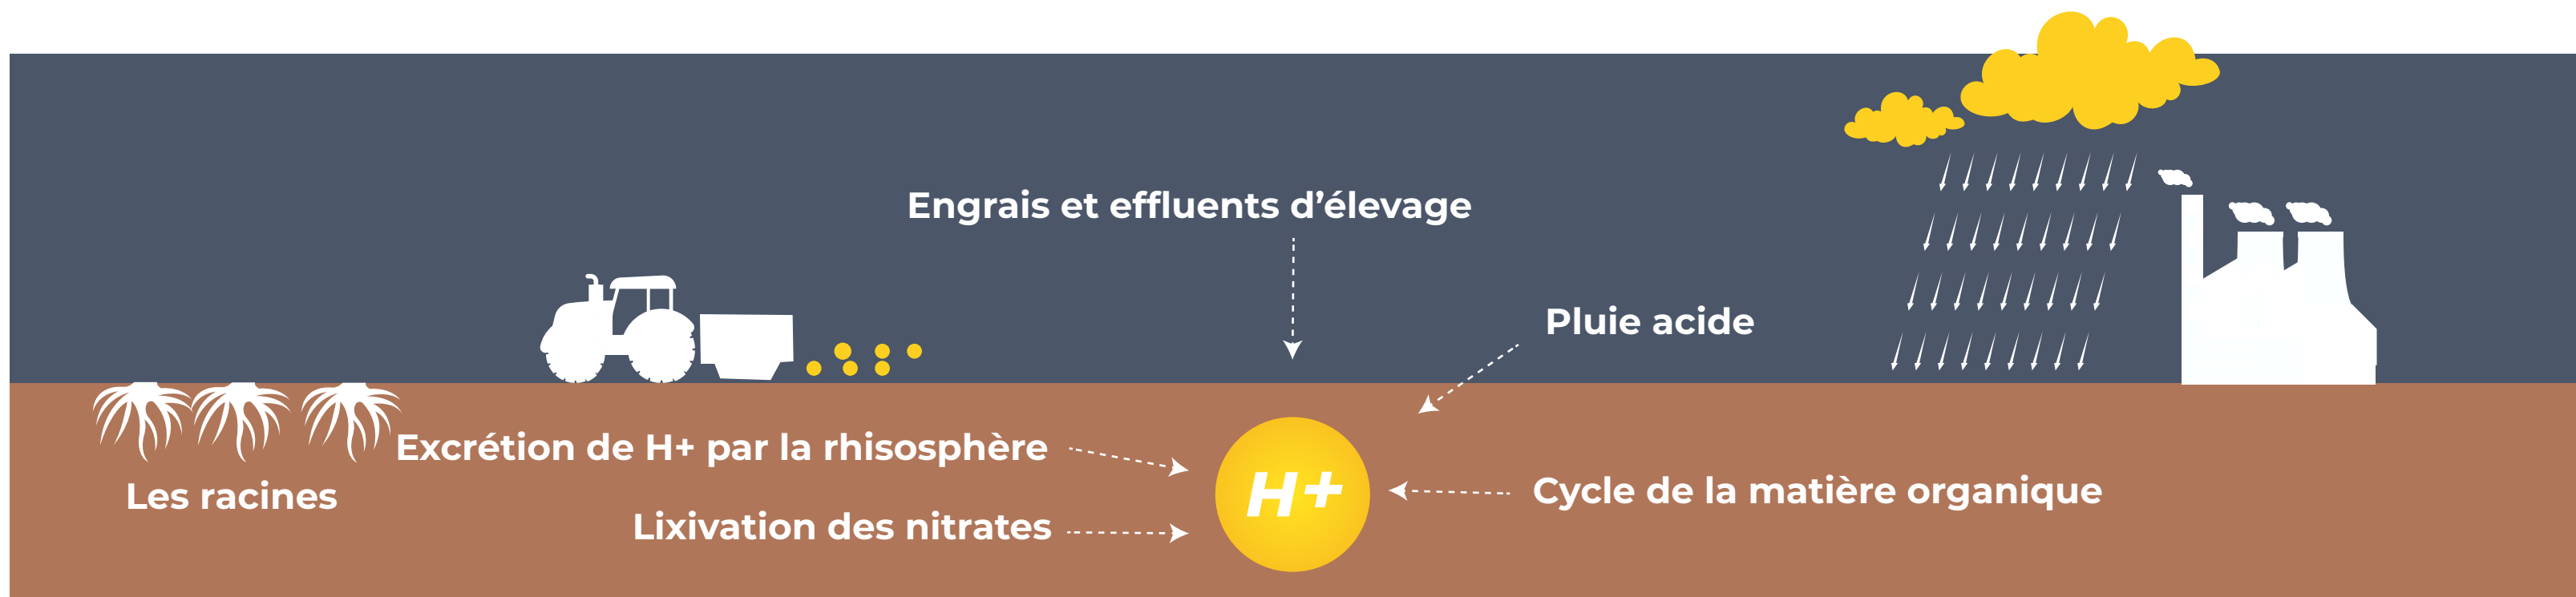 Engrais et effluents d’élevage
Pluie acide
Excrétion de H+ par la rhisosphère
Les racines
Lixivation des nitrates
H+
Cycle de la matière organique